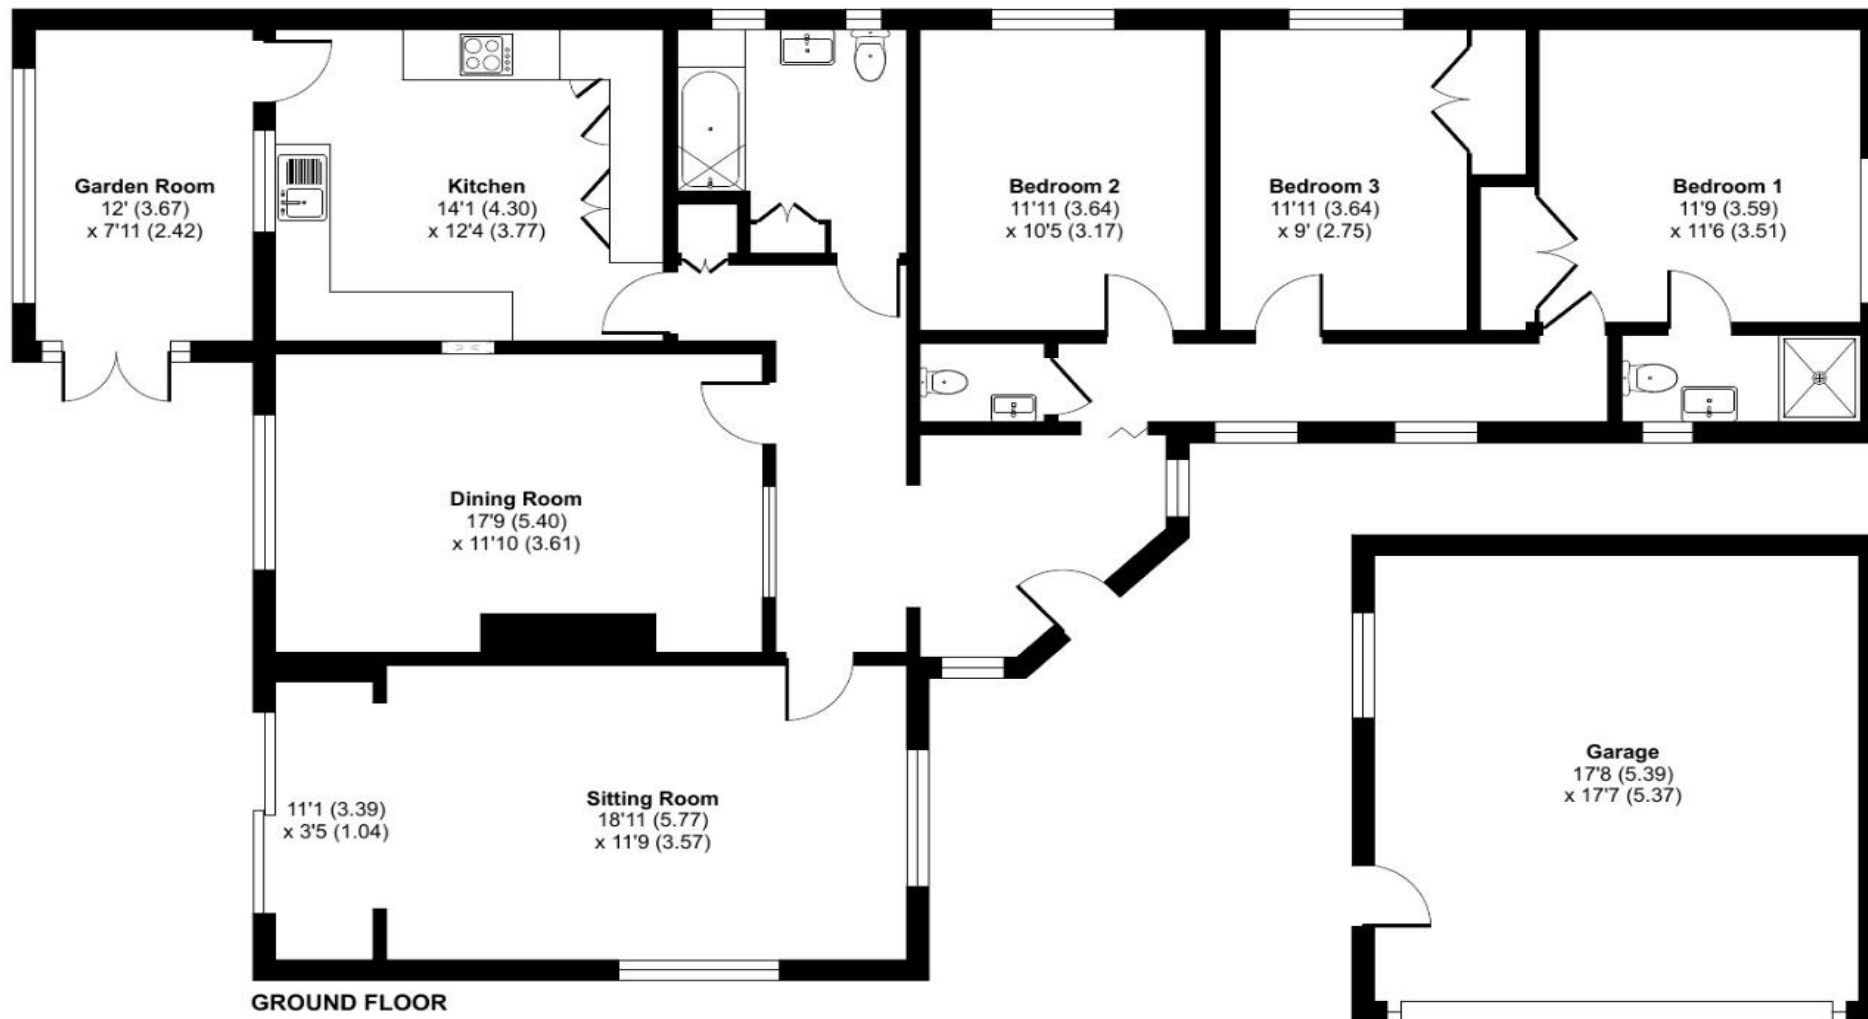 Garden Room
12' (3.67)
x 7'11 (2.42)
Kitchen
14'1 (4.30)
x 12'4 (3.77)
Bedroom 2
11'11 (3.64)
x 10'5 (3.17)
Bedroom 3
11'11 (3.64)
x 9' (2.75)
Bedroom 1
11'9 (3.59)
x 11'6 (3.51)
Dining Room
17'9 (5.40)
x 11'10 (3.61)
11'1 (3.39)
x 3'5 (1.04)
Sitting Room
18'11 (5.77)
x 11'9 (3.57)
Garage
17'8 (5.39)
x 17'7 (5.37)
GROUND FLOOR